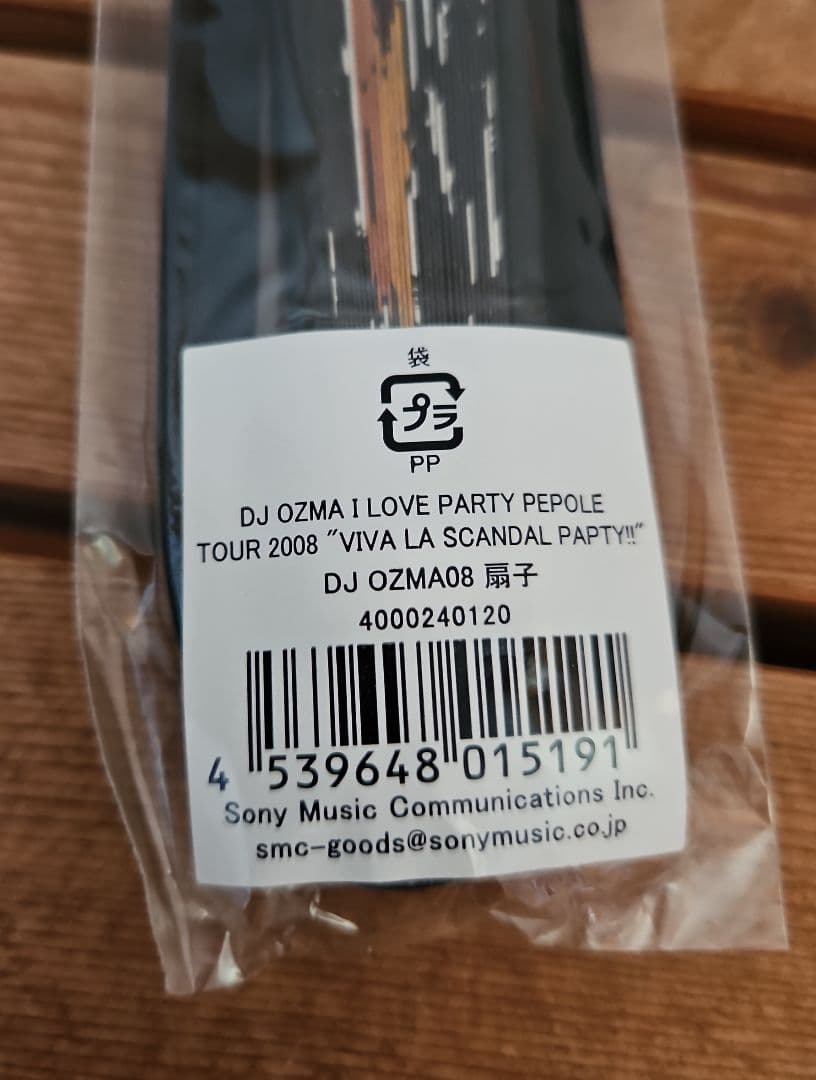 袋
プラ
PP
DJ OZMA I LOVE PARTY PEPOLE
TOUR 2008 "VIVA LA SCANDAL PAPTY!!"
DJ OZMA08 扇子
4000240120
4 539648 015191
Sony Music Communications Inc.
smc-goods@sonymusic.co.jp